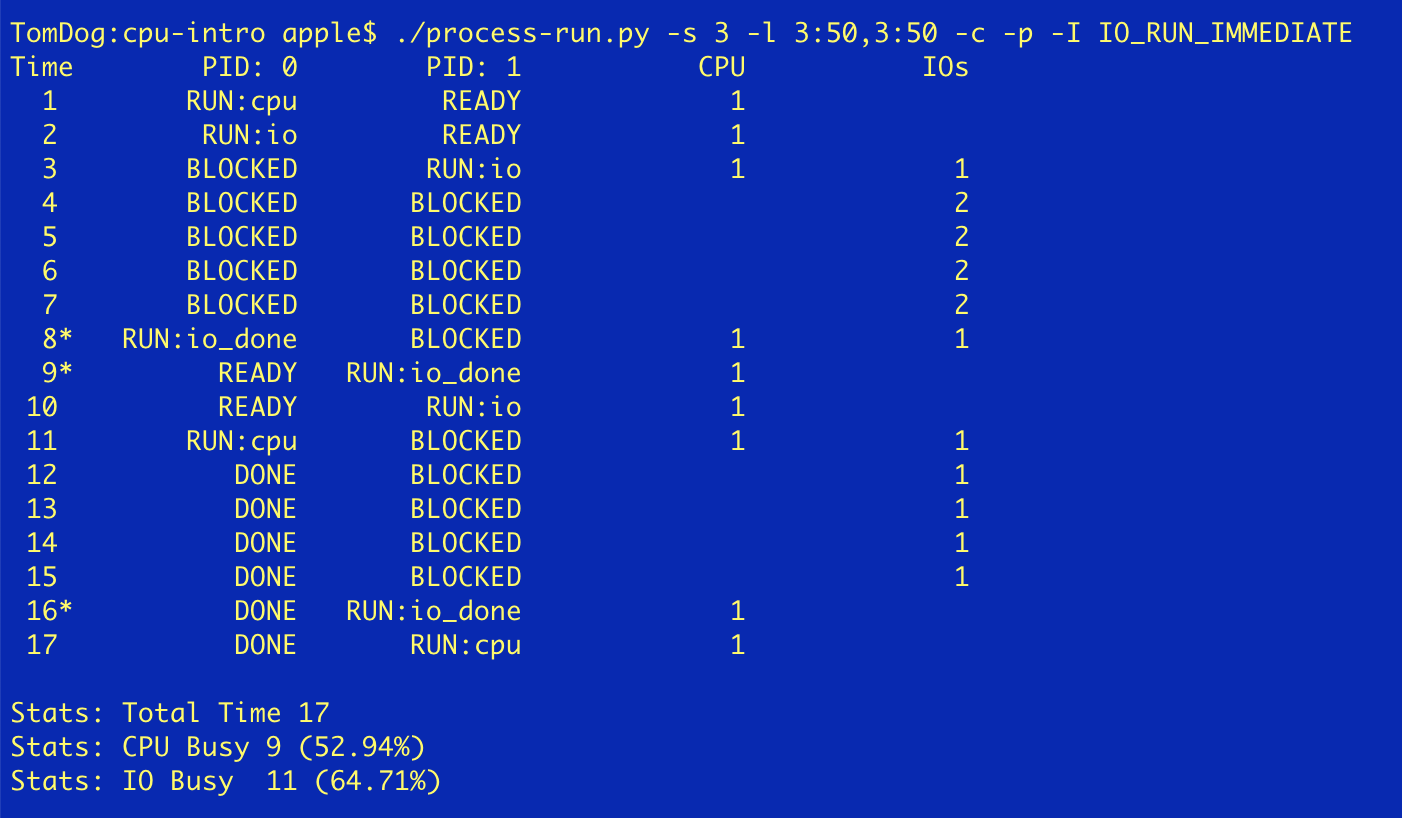 TomDog:cpu-intro apple$ ./process-run.py -s 3 -l 3:50,3:50 -c -p -I IO_RUN_IMMEDIATE
Time        PID: 0        PID: 1           CPU           IOs
  1        RUN:cpu         READY             1
  2         RUN:io         READY             1
  3        BLOCKED        RUN:io             1             1
  4        BLOCKED       BLOCKED                           2
  5        BLOCKED       BLOCKED                           2
  6        BLOCKED       BLOCKED                           2
  7        BLOCKED       BLOCKED                           2
  8*   RUN:io_done       BLOCKED             1             1
  9*         READY   RUN:io_done             1
 10          READY        RUN:io             1
 11        RUN:cpu       BLOCKED             1             1
 12           DONE       BLOCKED                           1
 13           DONE       BLOCKED                           1
 14           DONE       BLOCKED                           1
 15           DONE       BLOCKED                           1
 16*          DONE   RUN:io_done             1
 17           DONE       RUN:cpu             1
Stats: Total Time 17
Stats: CPU Busy 9 (52.94%)
Stats: IO Busy  11 (64.71%)